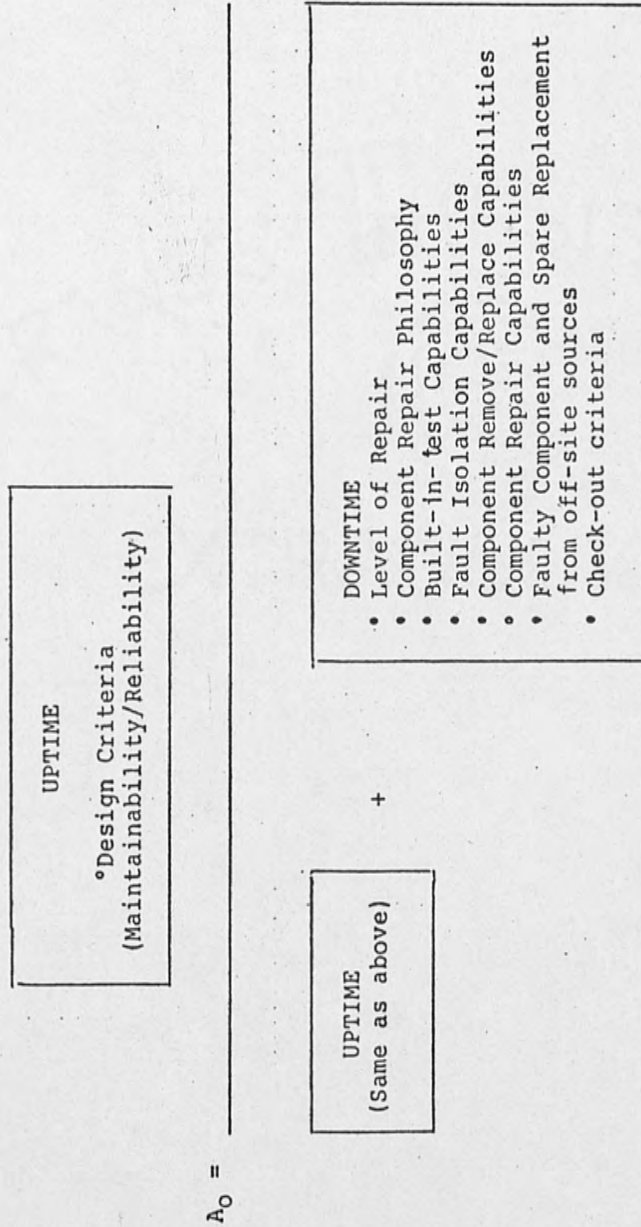 UPTIME
°Design Criteria
(Maintainability/Reliability)
A₀ =
UPTIME
(Same as above)
+
DOWNTIME
• Level of Repair
• Component Repair Philosophy
• Built-in-test Capabilities
• Fault Isolation Capabilities
• Component Remove/Replace Capabilities
• Component Repair Capabilities
• Faulty Component and Spare Replacement
from off-site sources
• Check-out criteria